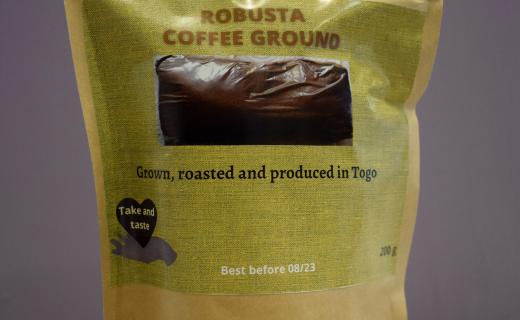 ROBUSTA
COFFEE GROUND
Grown, roasted and produced in Togo
Take and
taste
200 g
Best before 08/23